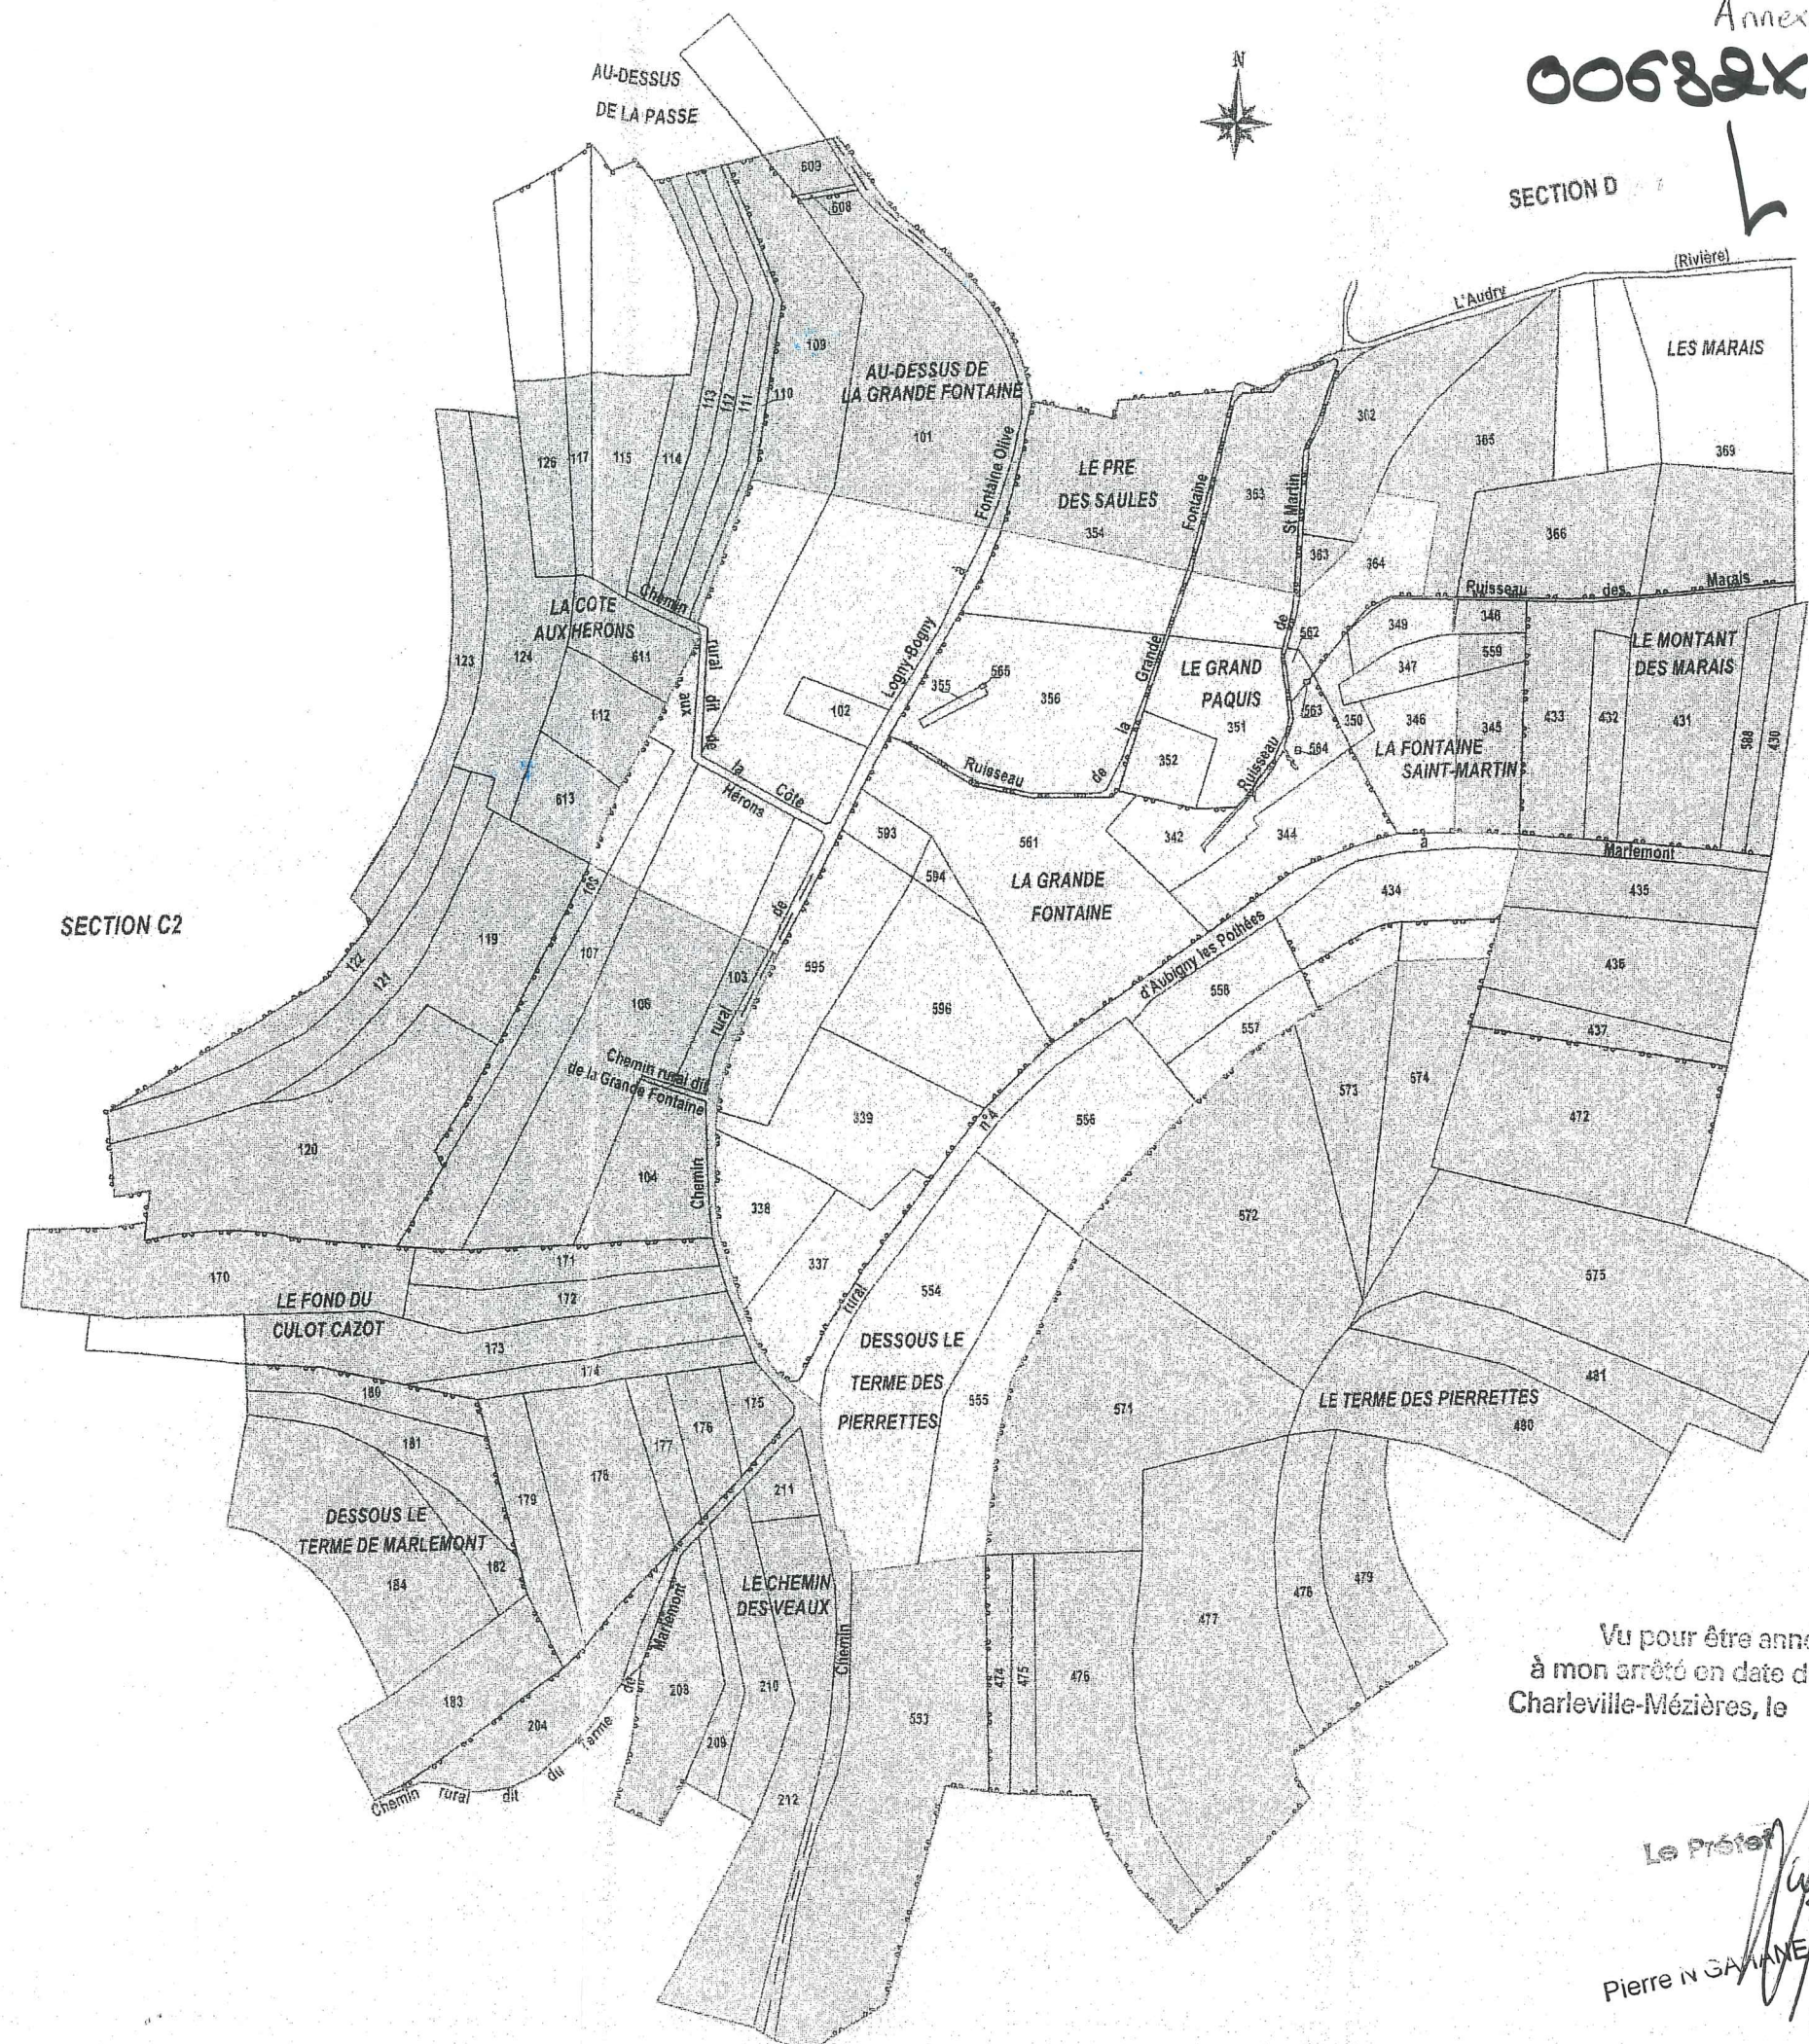 Annex
00682X
N
AU-DESSUS
DE LA PASSE
SECTION D
(Rivière)
L'Audry
LES MARAIS
369
609
608
109
110
AU-DESSUS DE
LA GRANDE FONTAINE
101
113
112
111
126
117
115
114
Fontaine Olive
LE PRE
DES SAULES
354
Fontaine
353
St Martin
362
365
363
364
366
Ruisseau
des
Marais
LA COTE
AUX HERONS
Chemin
rural
dit
de
aux
la
Côte
Hérons
123
124
611
612
613
Logny-Bogny
102
355
565
356
Grande
la
de
Ruisseau
LE GRAND
PAQUIS
351
352
de
Ruisseau
562
563
564
350
349
347
346
348
559
345
LA FONTAINE
SAINT-MARTIN
LE MONTANT
DES MARAIS
433
432
431
588
430
593
594
561
342
344
LA GRANDE
FONTAINE
à
Marlemont
434
435
436
437
SECTION C2
119
122
121
105
107
106
103
de
rural
595
596
d'Aubigny les Pothées
558
557
Chemin rural dit
de la Grande Fontaine
120
104
Chemin
339
n°4
556
573
574
472
338
337
rural
554
572
575
170
171
172
LE FOND DU
CULOT CAZOT
173
174
DESSOUS LE
TERME DES
PIERRETTES
555
571
LE TERME DES PIERRETTES
481
480
180
181
175
176
177
178
179
211
DESSOUS LE
TERME DE MARLEMONT
182
184
LE CHEMIN
DES VEAUX
Marlemont
de
183
204
208
209
210
212
Chemin
553
474
475
476
477
478
479
Chemin
rural
dit
du
Terme
Vu pour être anne
à mon arrêté en date d
Charleville-Mézières, le
Le Préfet
Pierre N'GAHANE